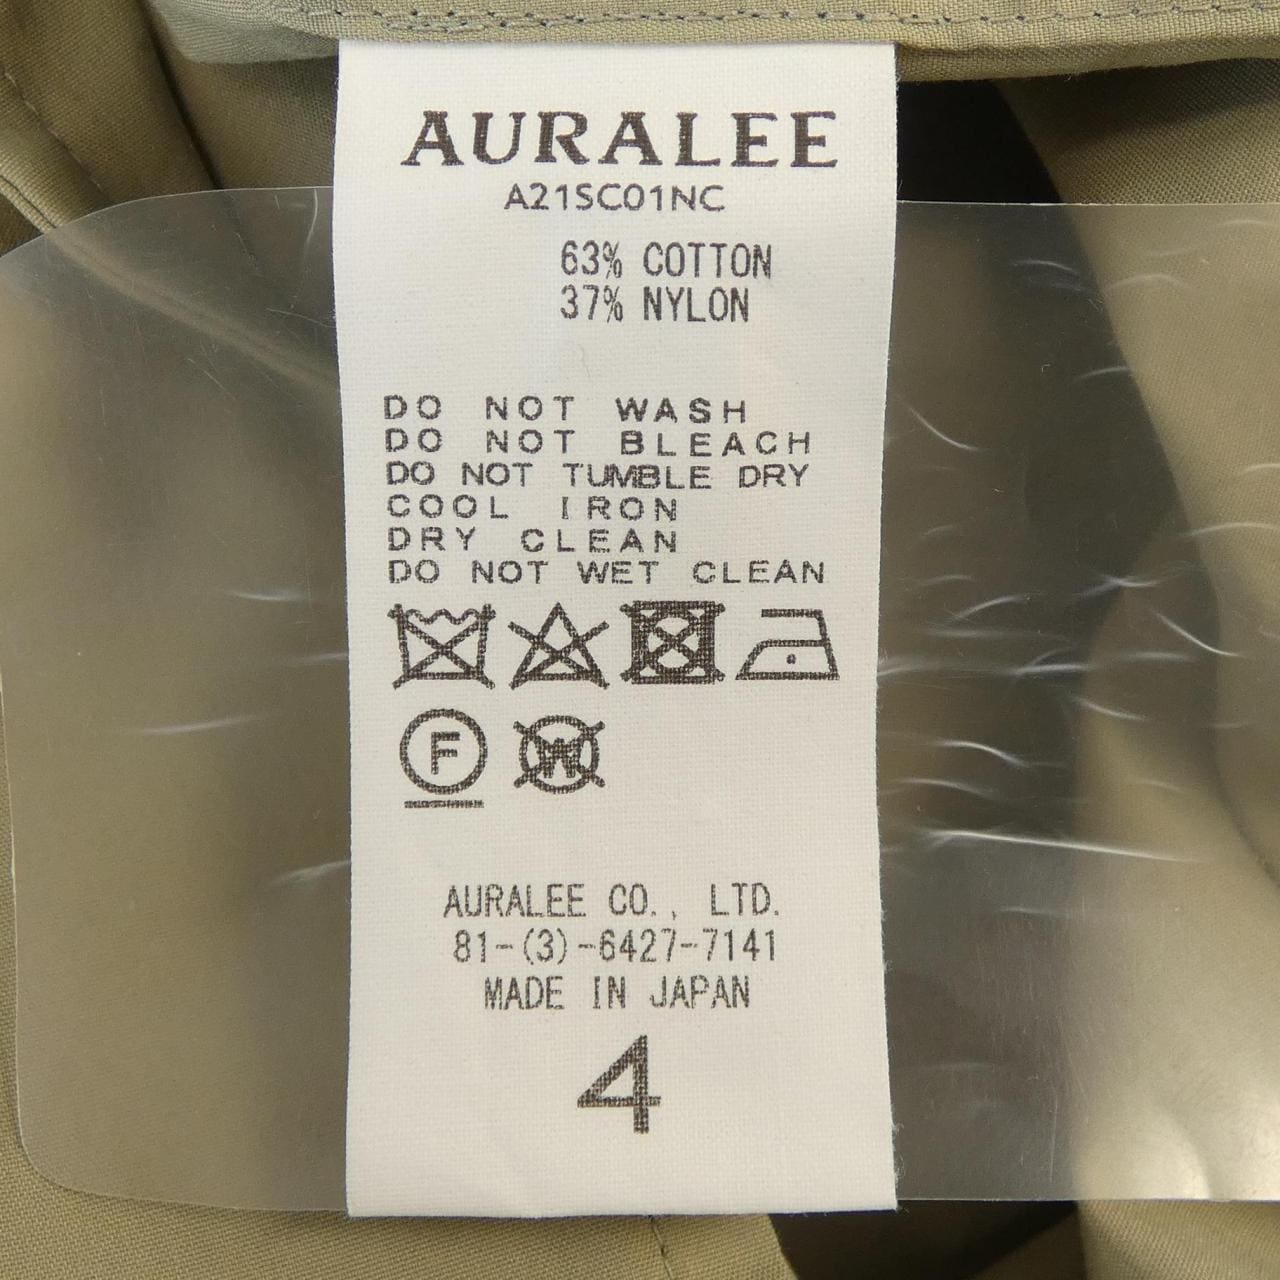 AURALEE
A21SC01NC
63% COTTON
37% NYLON
DO NOT WASH
DO NOT BLEACH
DO NOT TUMBLE DRY
COOL IRON
DRY CLEAN
DO NOT WET CLEAN
F W
AURALEE CO., LTD.
81-(3)-6427-7141
MADE IN JAPAN
4